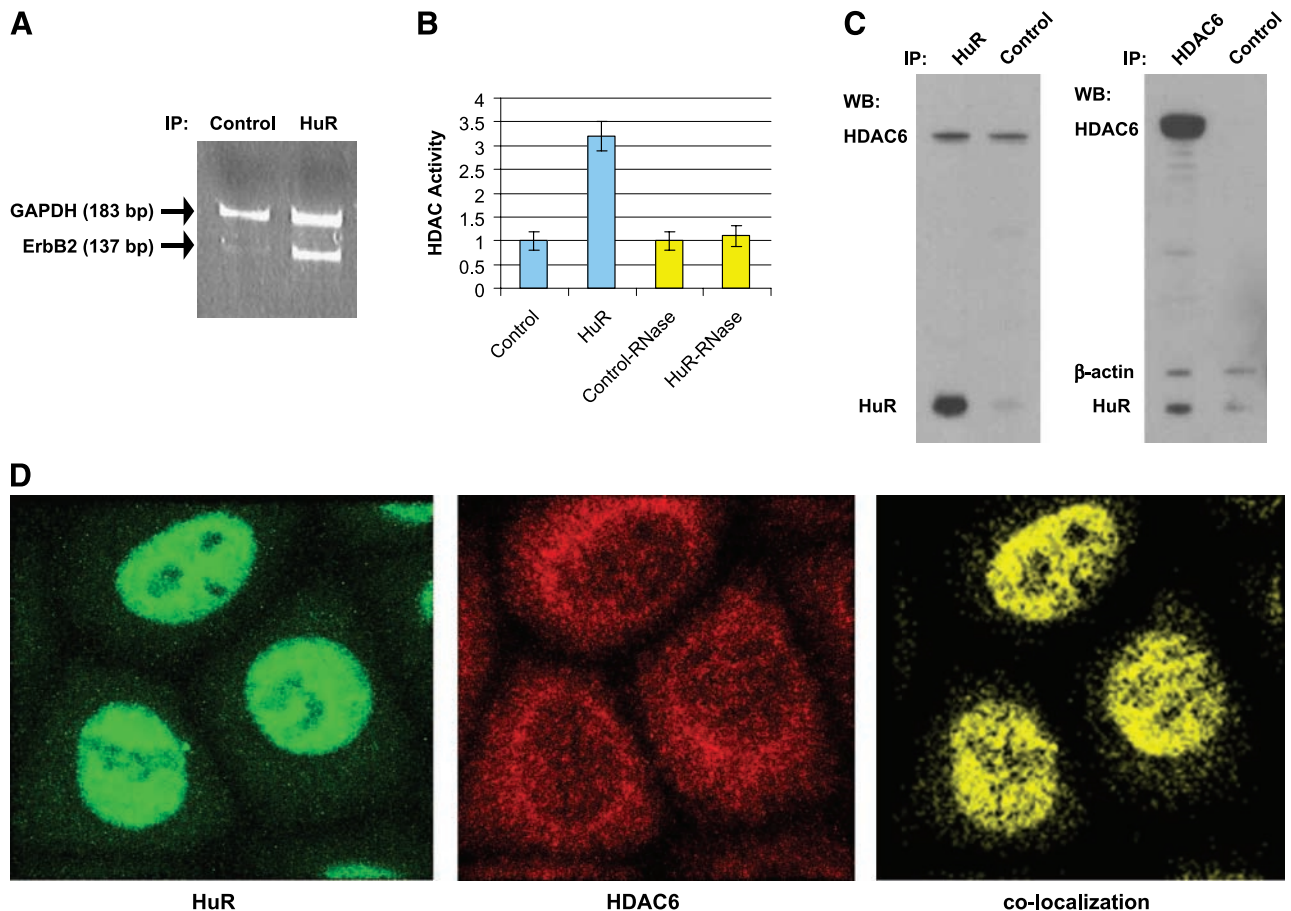 A
IP: Control HuR
GAPDH (183 bp)
ErbB2 (137 bp)
B
HDAC Activity
4
3.5
3
2.5
2
1.5
1
0.5
0
Control
HuR
Control-RNase
HuR-RNase
C
IP: HuR Control
WB:
HDAC6
HuR
IP: HDAC6 Control
WB:
HDAC6
β-actin
HuR
D
HuR
HDAC6
co-localization